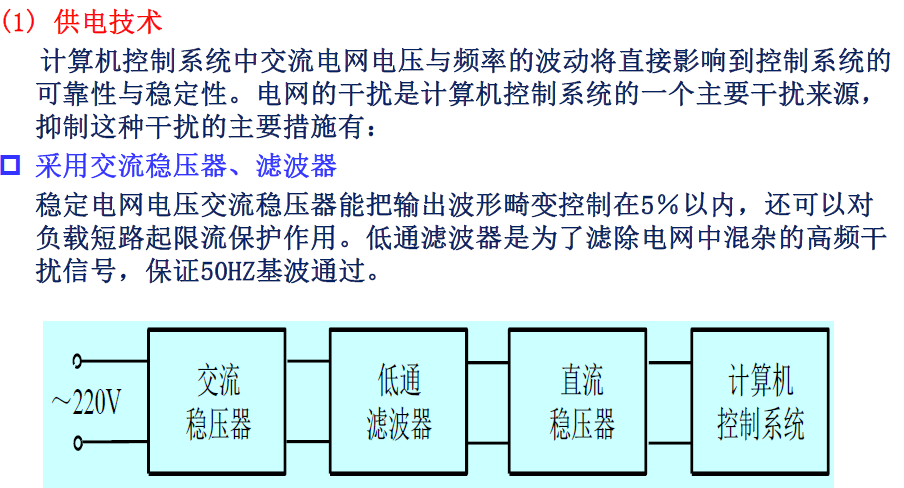 (1) 供电技术
计算机控制系统中交流电网电压与频率的波动将直接影响到控制系统的
可靠性与稳定性。电网的干扰是计算机控制系统的一个主要干扰来源，
抑制这种干扰的主要措施有：
采用交流稳压器、滤波器
稳定电网电压交流稳压器能把输出波形畸变控制在5％以内，还可以对
负载短路起限流保护作用。低通滤波器是为了滤除电网中混杂的高频干
扰信号，保证50HZ基波通过。
～220V
交流
稳压器
低通
滤波器
直流
稳压器
计算机
控制系统